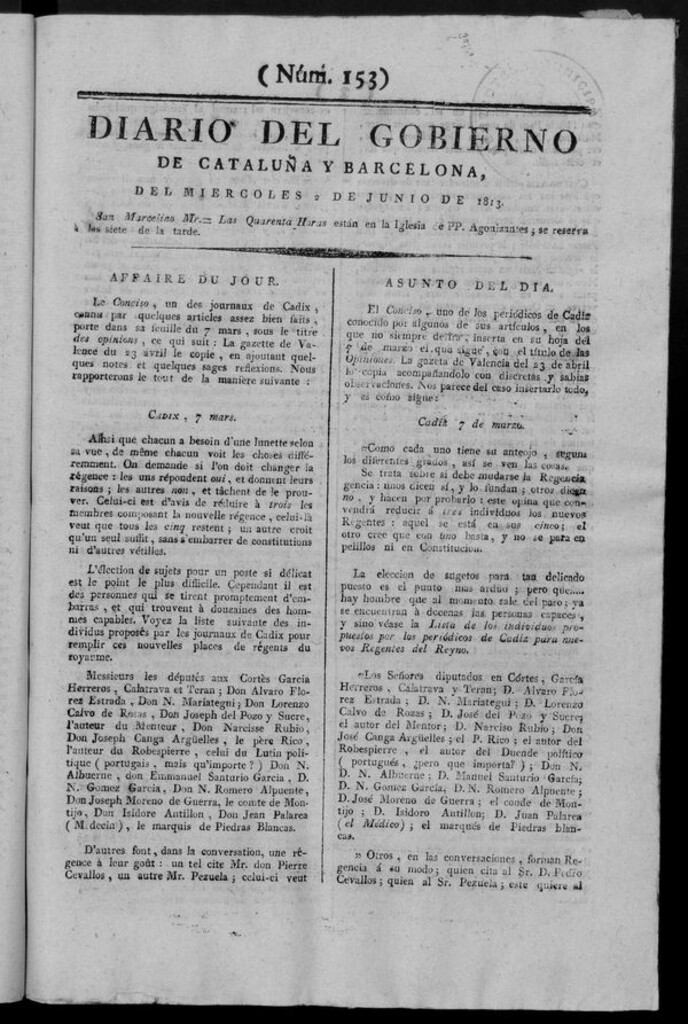 (Núm. 153)
DIARIO DEL GOBIERNO
DE CATALUÑA Y BARCELONA,
DEL MIERCOLES 2 DE JUNIO DE 1813.
San Marcelino Mr.= Las Quarenta Horas están en la Iglesia de PP. Agonizantes; se reserva
á las siete de la tarde.
AFFAIRE DU JOUR.
Le Conciso, un des journaux de Cadix,
connu par quelques articles assez bien faits,
porte dans sa feuille du 7 mars, sous le titre
des opinions, ce qui suit : La gazette de Va-
lence du 23 avril le copie, en ajoutant quel-
ques notes et quelques sages reflexions. Nous
rapporterons le tout de la manière suivante :
CADIX, 7 mars.
Ainsi que chacun a besoin d'une lunette selon
sa vue, de même chacun voit les choses diffé-
remment. On demande si l'on doit changer la
régence : les uns répondent oui, et donnent leurs
raisons ; les autres non, et tâchent de le prou-
ver. Celui-ci est d'avis de réduire à trois les
membres composant la nouvelle régence, celui-là
veut que tous les cinq restent ; un autre croit
qu'un seul suffit, sans s'embarrer de constitutions
ni d'autres vétilles.
L'élection de sujets pour un poste si délicat
est le point le plus difficile. Cependant il est
des personnes qui se tirent promptement d'em-
barras, et qui trouvent à douzaines des hom-
mes capables. Voyez la liste suivante des in-
dividus proposés par les journaux de Cadix pour
remplir ces nouvelles places de régents du
royaume.
Messieurs les députés aux Cortès Garcia
Herreros, Calatrava et Teran ; Don Alvaro Flo-
rez Estrada, Don N. Mariategui ; Don Lorenzo
Calvo de Rozas, Don Joseph del Pozo y Sucre,
l'auteur du Menteur, Don Narcisse Rubio,
Don Joseph Canga Argüelles, le père Rico,
l'auteur du Robespierre, celui du Lutin poli-
tique (portugais, mais qu'importe ?) Don N.
Albuerne, don Emmanuel Santurio Garcia, D.
N. Gomez Garcia, Don N. Romero Alpuente,
Don Joseph Moreno de Guerra, le comte de Mon-
tijo, Don Isidore Antillon, Don Jean Palarea
(Médecin), le marquis de Piedras Blancas.
D'autres font, dans la conversation, une ré-
gence à leur goût : un tel cite Mr. don Pierre
Cevallos, un autre Mr. Pezuela ; celui-ci veut
ASUNTO DEL DIA.
El Conciso, uno de los periódicos de Cadiz
conocido por algunos de sus artículos, en los
que no siempre inserta en su hoja del
7 de marzo el que sigue, con el título de las
Opiniones. La gazeta de Valencia del 23 de abril
lo copia acompañandolo con discretas y sabias
observaciones. Nos parece del caso insertarlo todo,
y es como sigue:
Cadiz 7 de marzo.
"Como cada uno tiene su anteojo, segun
los diferentes grados, así se ven las cosas.
Se trata sobre si debe mudarse la Regencia
gencia: unos dicen sí, y lo fundan; otros dicen
no, y hacen por probarlo: este opina que con-
vendrá reducir á tres individuos los nuevos
Regentes: aquel se está en sus cinco; el
otro cree que con uno basta, y no se para en
pelillos ni en Constitucion.
La eleccion de sugetos para tan delicado
puesto es el punto mas arduo; pero que....
hay hombre que al momento sale del paso; ya
se encuentran á decenas las personas capaces,
y sino véase la Lista de los individuos pro-
puestos por los periódicos de Cadiz para nue-
vos Regentes del Reyno.
"Los Señores diputados en Córtes, García
Herreros, Calatrava y Teran; D. Alvaro Flo-
rez Estrada; D. N. Mariategui; D. Lorenzo
Calvo de Rozas; D. José del Pozo y Sucre;
el autor del Mentor; D. Narciso Rubio; Don
José Canga Argüelles; el P. Rico; el autor del
Robespierre, el autor del Duende político
(portugués, ¿pero que importa?); Don N.
D. N. Albuerne; D. Manuel Santurio García;
D. N. Gomez García; D. N. Romero Alpuente;
D. José Moreno de Guerra; el conde de Mon-
tijo; D. Isidoro Antillon; D. Juan Palarea
(el Médico); el marqués de Piedras blan-
cas.
"Otros, en las conversaciones, forman Re-
gencia á su modo; quien cita al Sr. D. Pedro
Cevallos; quien al Sr. Pezuela; este quiere al